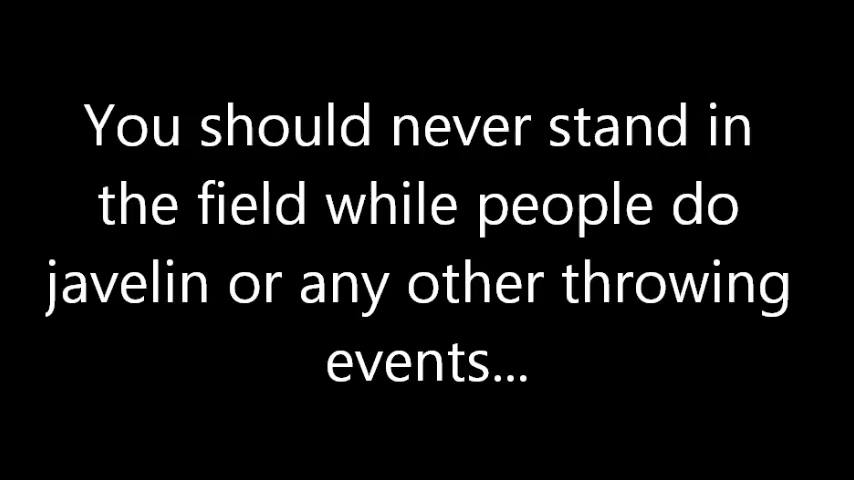 You should never stand in
the field while people do
javelin or any other throwing
events...